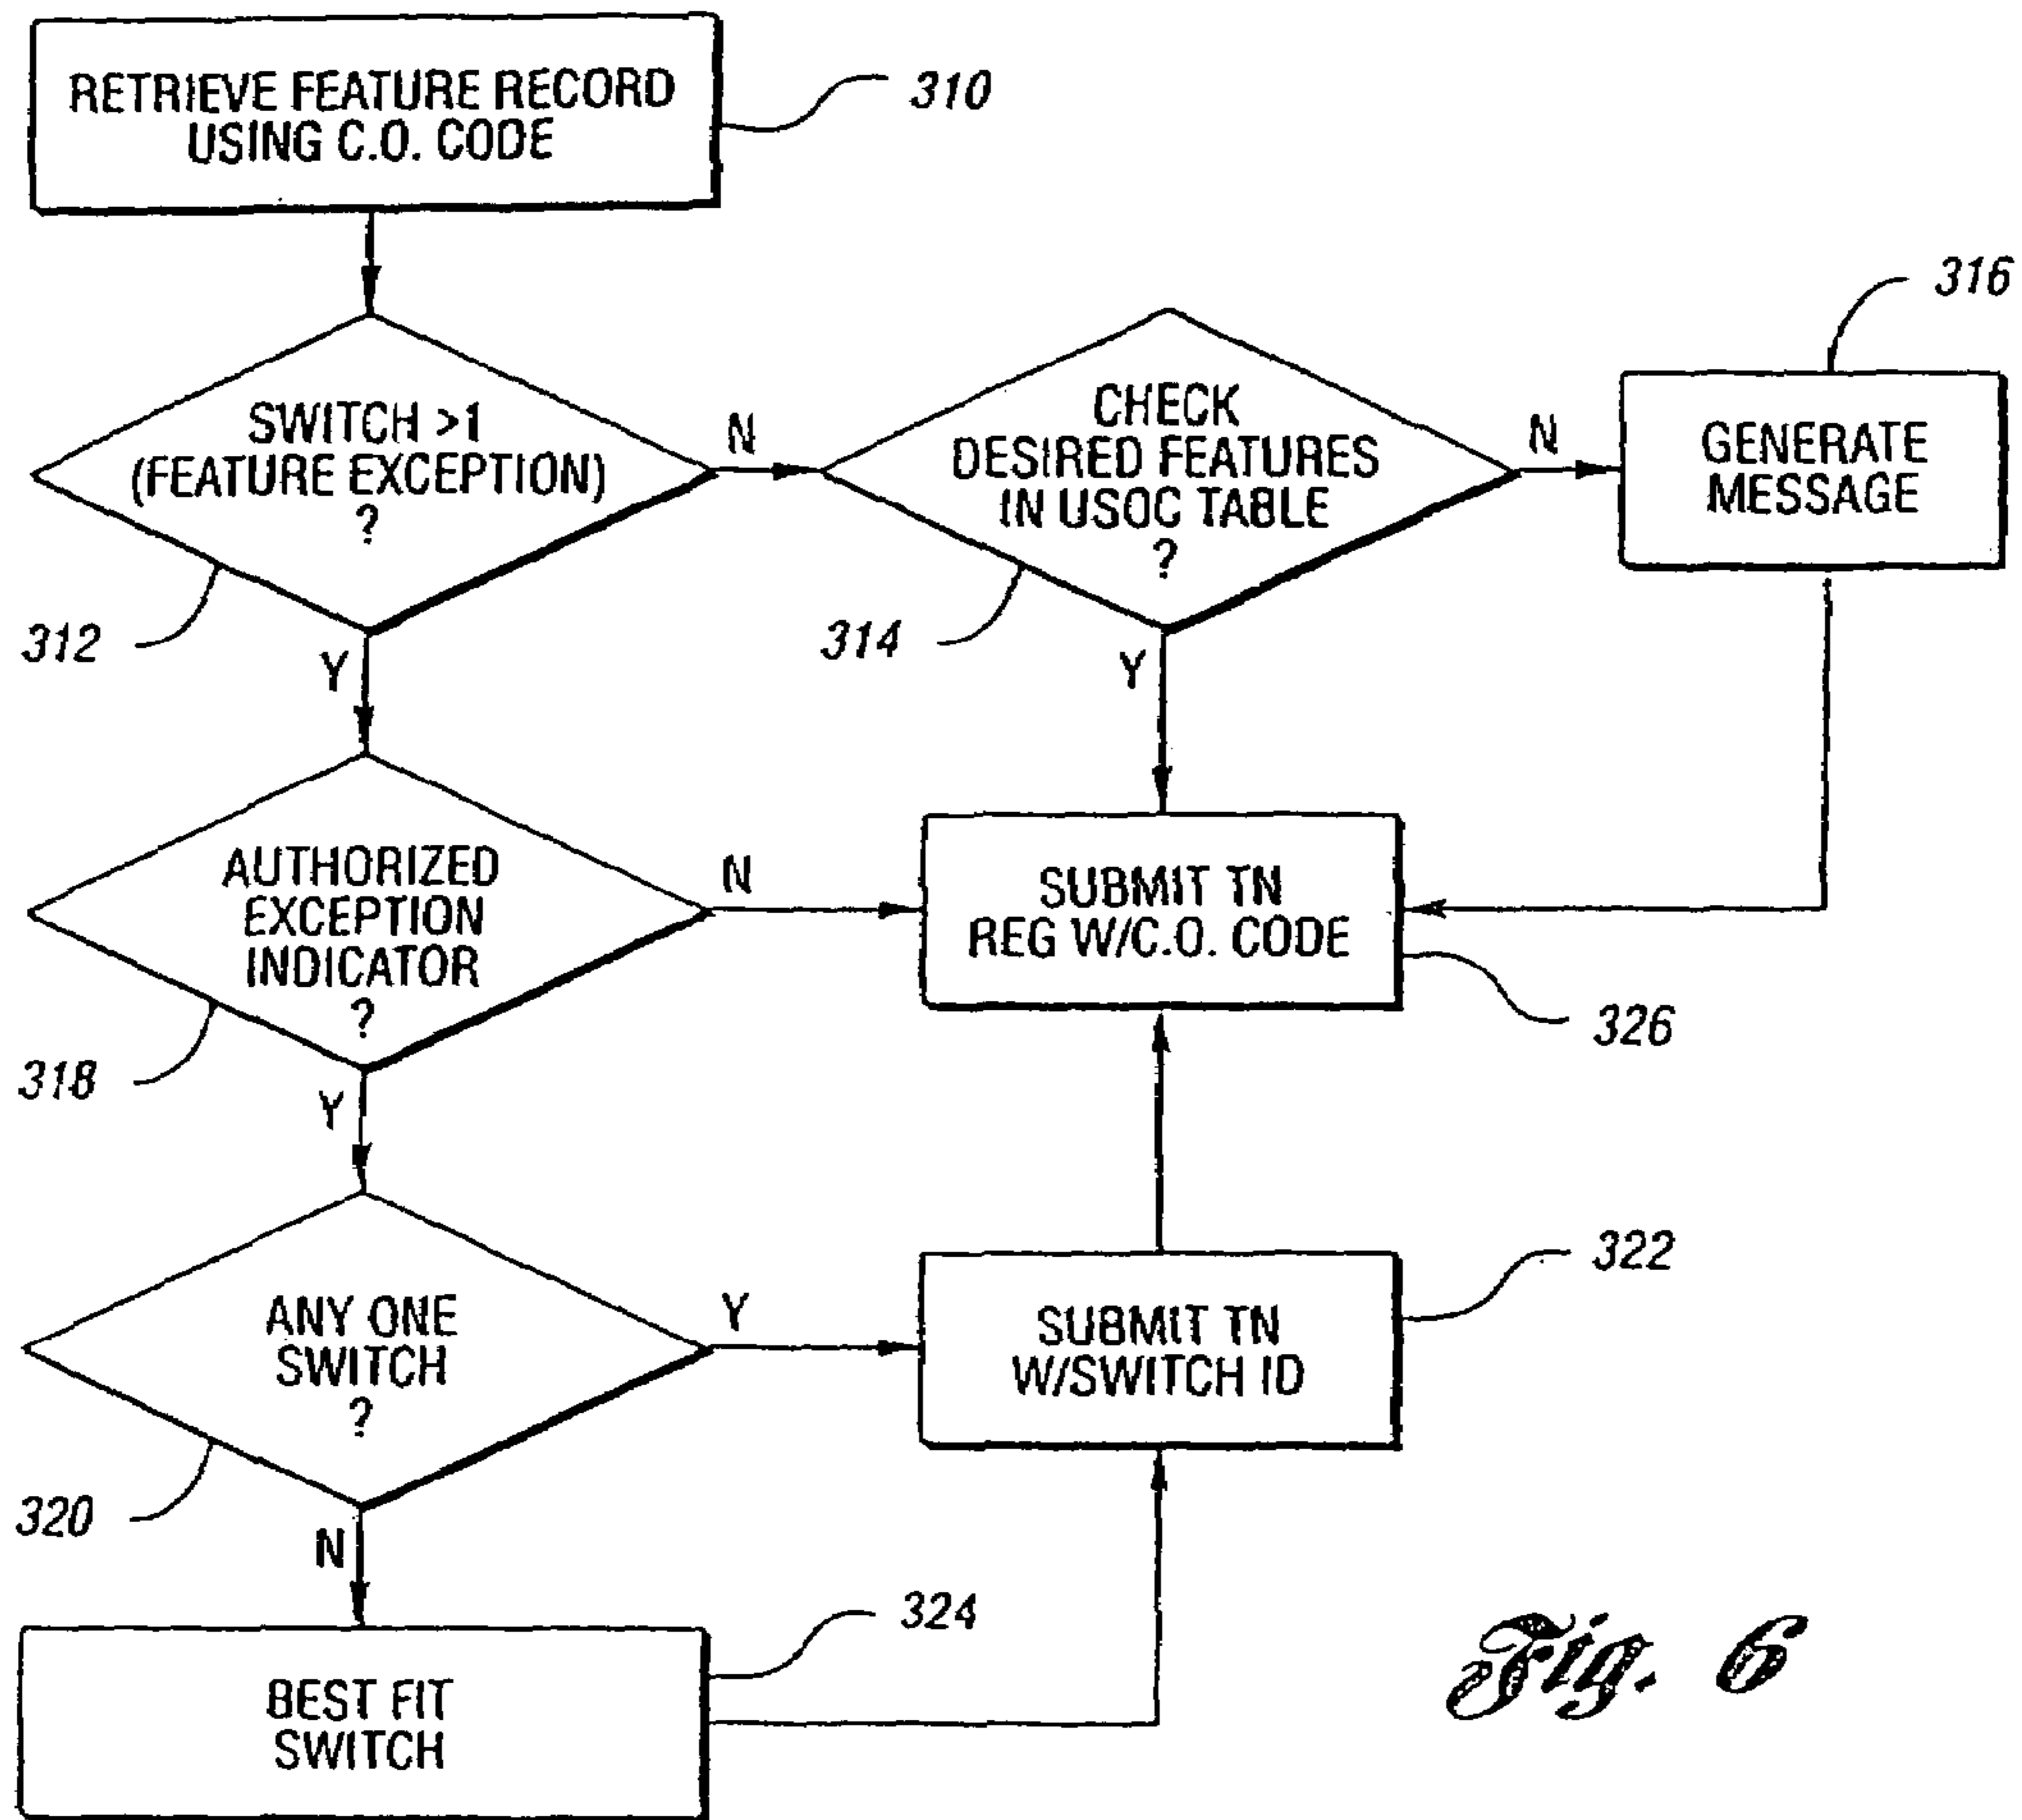 RETRIEVE FEATURE RECORD
USING C.O. CODE
310
316
SWITCH >1
(FEATURE EXCEPTION)
?
N
CHECK
DESIRED FEATURES
IN USOC TABLE
?
N
GENERATE
MESSAGE
312
Y
314
Y
AUTHORIZED
EXCEPTION
INDICATOR
?
N
SUBMIT TN
REG W/C.O. CODE
326
318
Y
322
ANY ONE
SWITCH
?
Y
SUBMIT TN
W/SWITCH ID
320
N
324
BEST FIT
SWITCH
Fig. 6